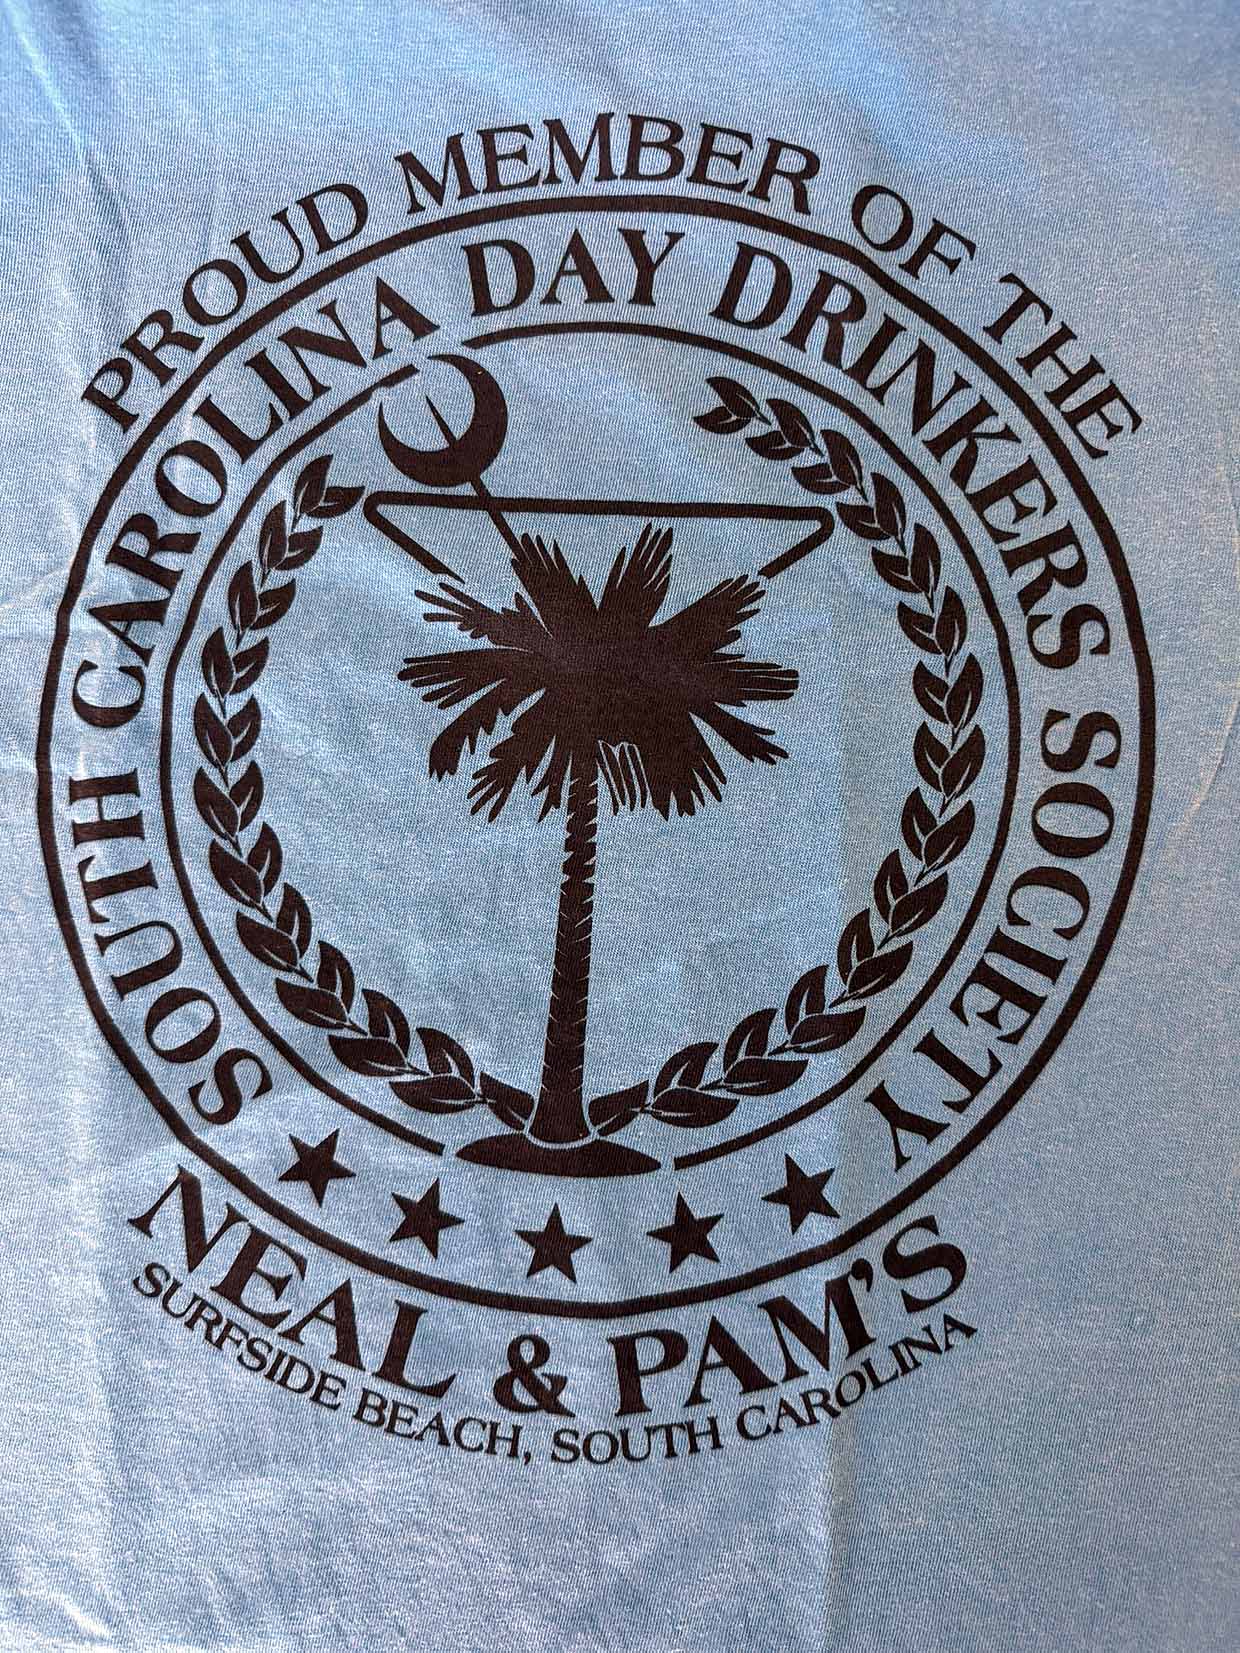 PROUD MEMBER OF THE
SOUTH CAROLINA DAY DRINKERS SOCIETY
NEAL & PAM'S
SURFSIDE BEACH, SOUTH CAROLINA